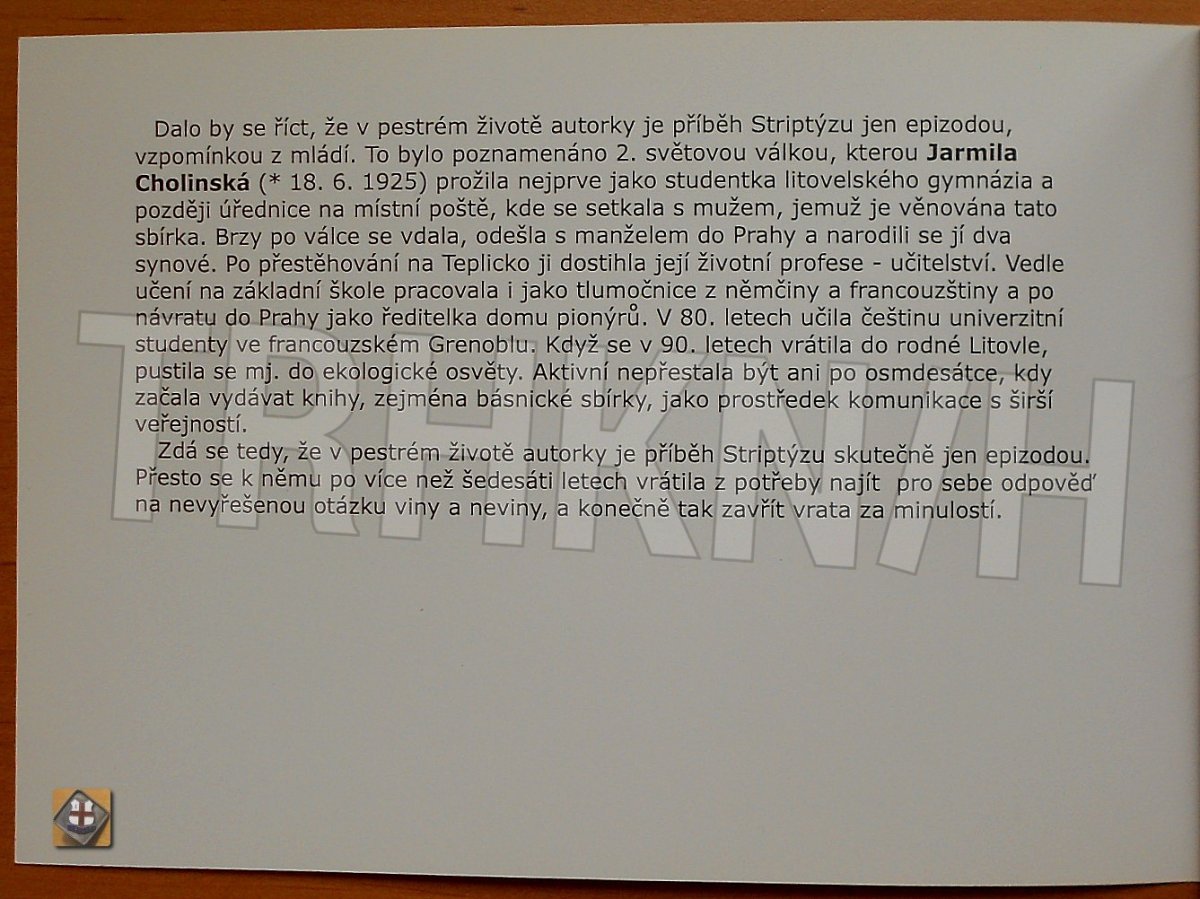 Dalo by se říct, že v pestrém životě autorky je příběh Striptýzu jen epizodou,
vzpomínkou z mládí. To bylo poznamenáno 2. světovou válkou, kterou Jarmila
Cholinská (* 18. 6. 1925) prožila nejprve jako studentka litovelského gymnázia a
později úřednice na místní poště, kde se setkala s mužem, jemuž je věnována tato
sbírka. Brzy po válce se vdala, odešla s manželem do Prahy a narodili se jí dva
synové. Po přestěhování na Teplicko ji dostihla její životní profese - učitelství. Vedle
učení na základní škole pracovala i jako tlumočnice z němčiny a francouzštiny a po
návratu do Prahy jako ředitelka domu pionýrů. V 80. letech učila češtinu univerzitní
studenty ve francouzském Grenoblu. Když se v 90. letech vrátila do rodné Litovle,
pustila se mj. do ekologické osvěty. Aktivní nepřestala být ani po osmdesátce, kdy
začala vydávat knihy, zejména básnické sbírky, jako prostředek komunikace s širší
veřejností.
Zdá se tedy, že v pestrém životě autorky je příběh Striptýzu skutečně jen epizodou.
Přesto se k němu po více než šedesáti letech vrátila z potřeby najít  pro sebe odpověď
na nevyřešenou otázku viny a neviny, a konečně tak zavřít vrata za minulostí.
TRHKNIH